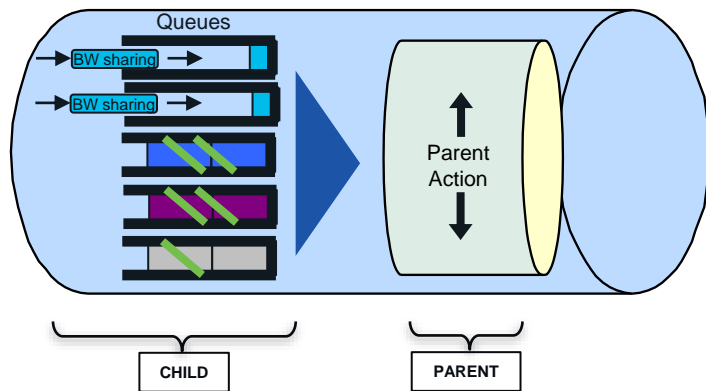 Queues
BW sharing
BW sharing
Parent
Action
CHILD
PARENT